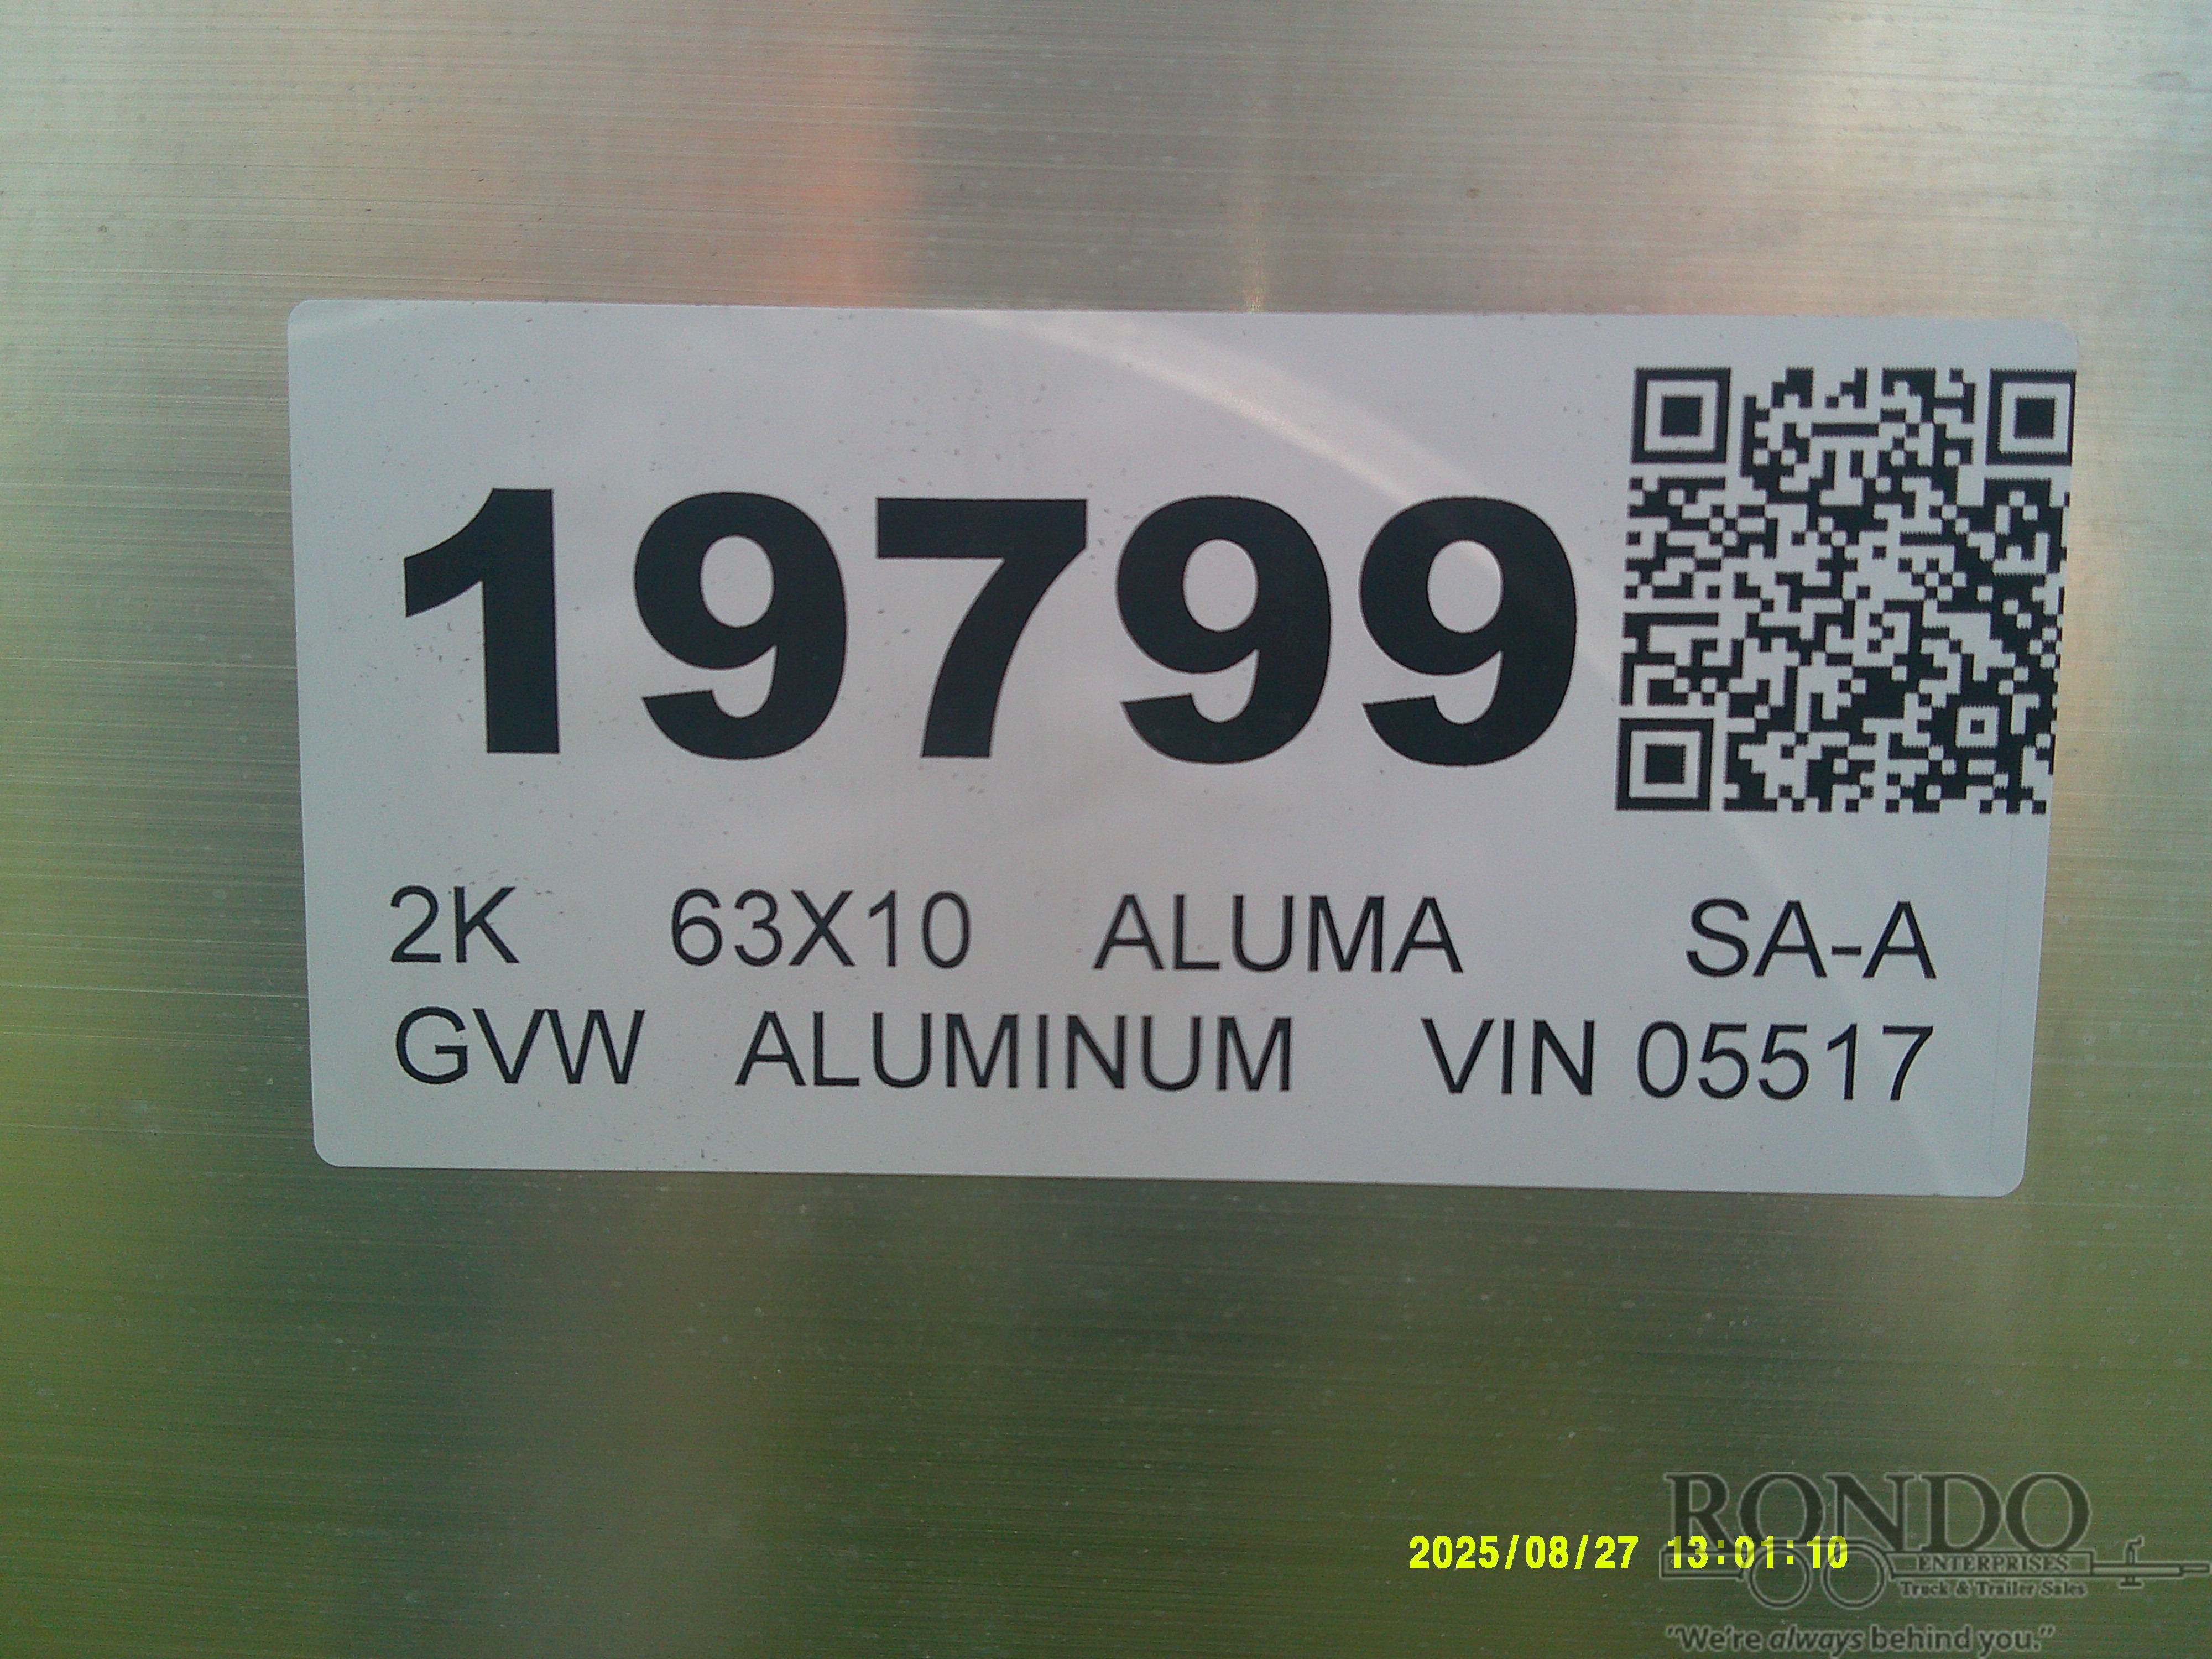 19799
2K 63X10 ALUMA SA-A
GVW ALUMINUM VIN 05517
2025/08/27 13:01:10
RONDO
ENTERPRISES
Truck & Trailer Sales
"We're always behind you."